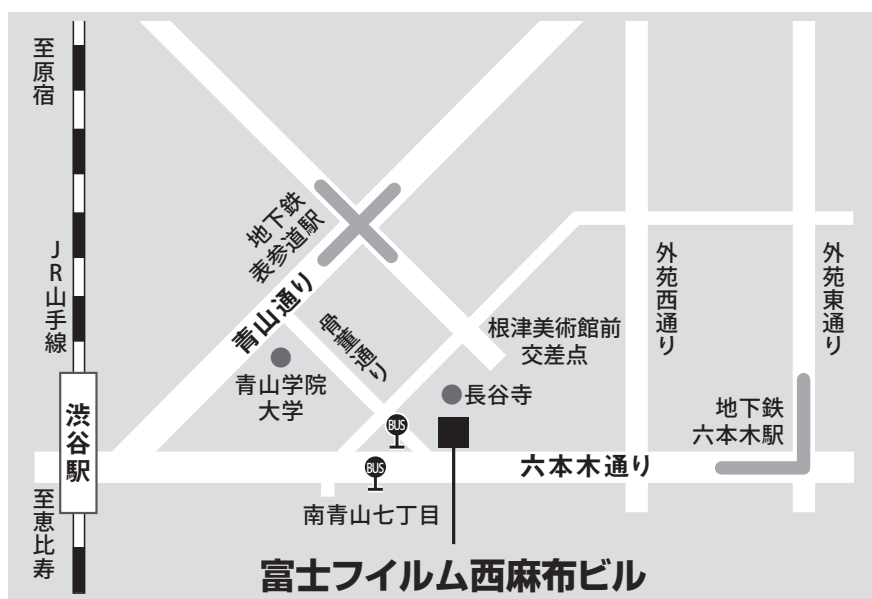 至原宿
JR山手線
渋谷駅
至恵比寿
地下鉄
表参道駅
青山通り
骨董通り
青山学院
大学
根津美術館前
交差点
長谷寺
外苑西通り
外苑東通り
地下鉄
六本木駅
BUS
BUS
六本木通り
南青山七丁目
富士フイルム西麻布ビル